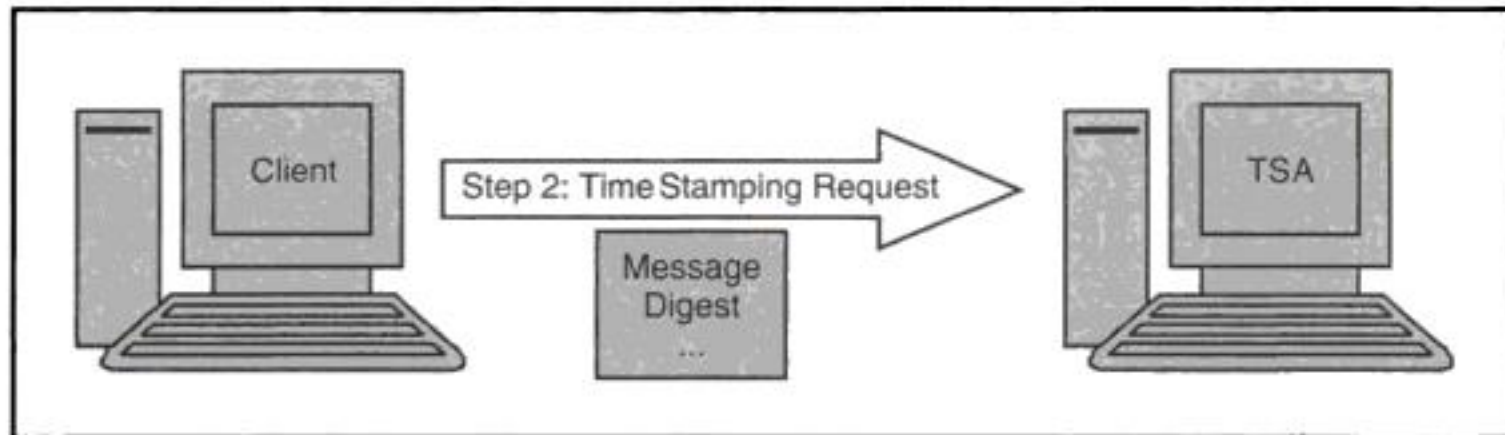 Client
Step 2: Time Stamping Request
TSA
Message
Digest
...